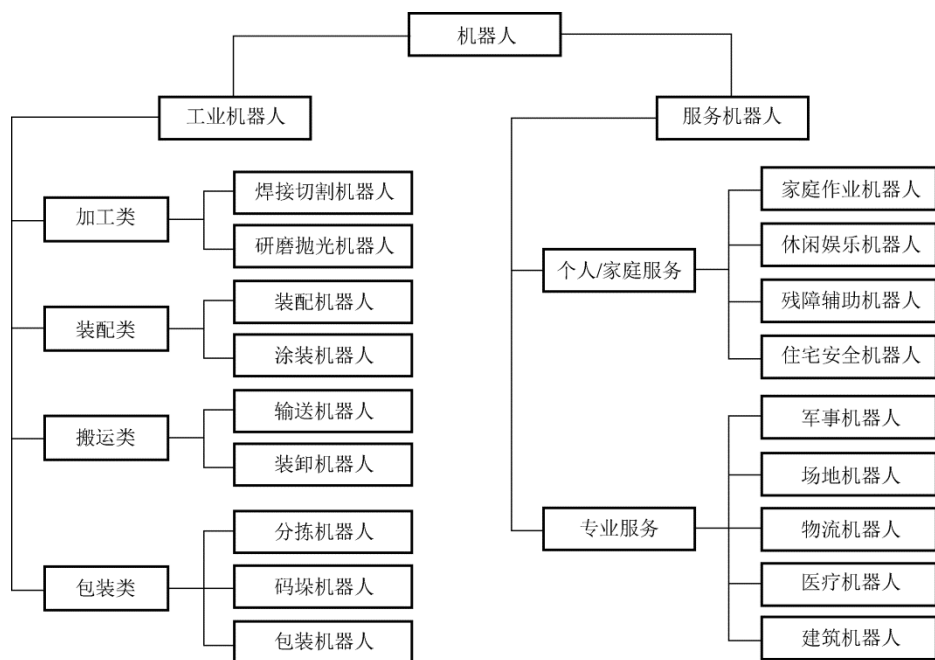 机器人
工业机器人
服务机器人
加工类
焊接切割机器人
研磨抛光机器人
装配类
装配机器人
涂装机器人
搬运类
输送机器人
装卸机器人
包装类
分拣机器人
码垛机器人
包装机器人
个人/家庭服务
家庭作业机器人
休闲娱乐机器人
残障辅助机器人
住宅安全机器人
专业服务
军事机器人
场地机器人
物流机器人
医疗机器人
建筑机器人